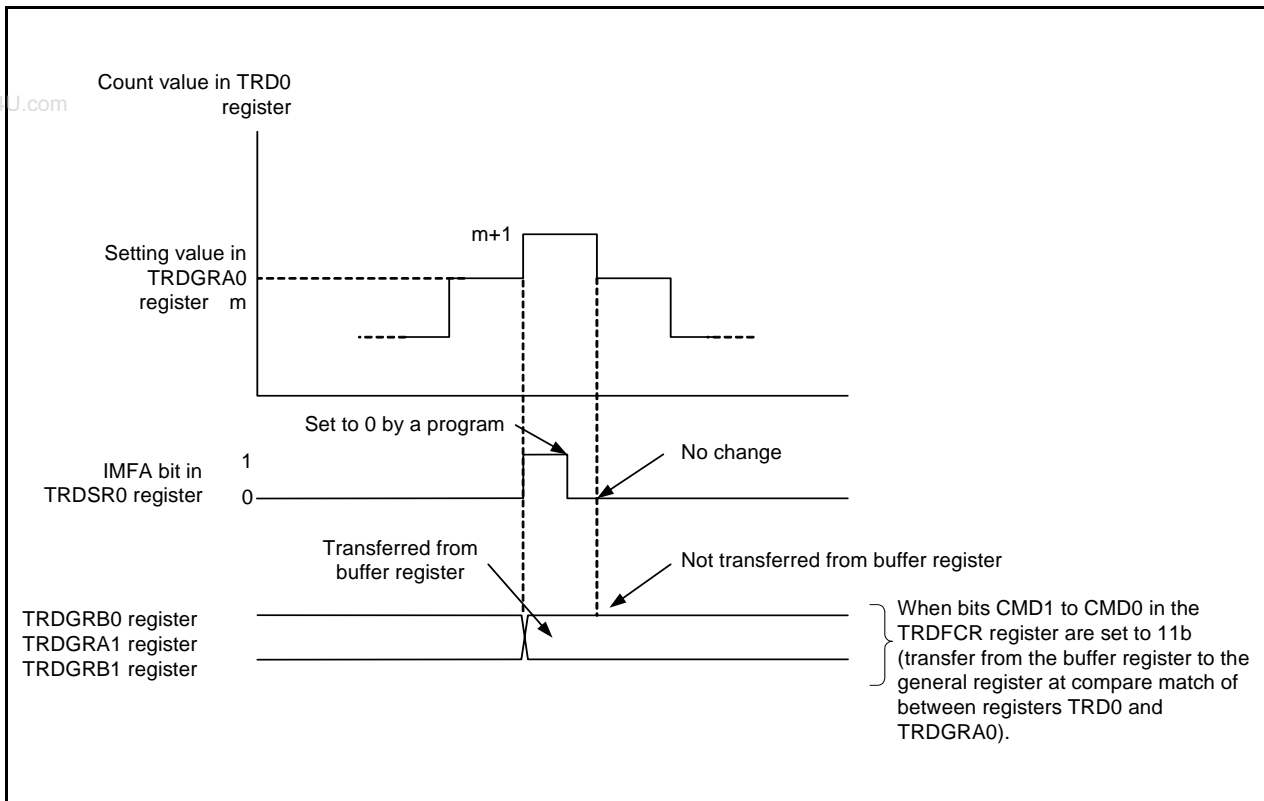 Count value in TRD0
register
4U.com
m+1
Setting value in
TRDGRA0
register m
Set to 0 by a program
No change
IMFA bit in
TRDSR0 register
1
0
Transferred from
buffer register
Not transferred from buffer register
TRDGRB0 register
TRDGRA1 register
TRDGRB1 register
When bits CMD1 to CMD0 in the
TRDFCR register are set to 11b
(transfer from the buffer register to the
general register at compare match of
between registers TRD0 and
TRDGRA0).